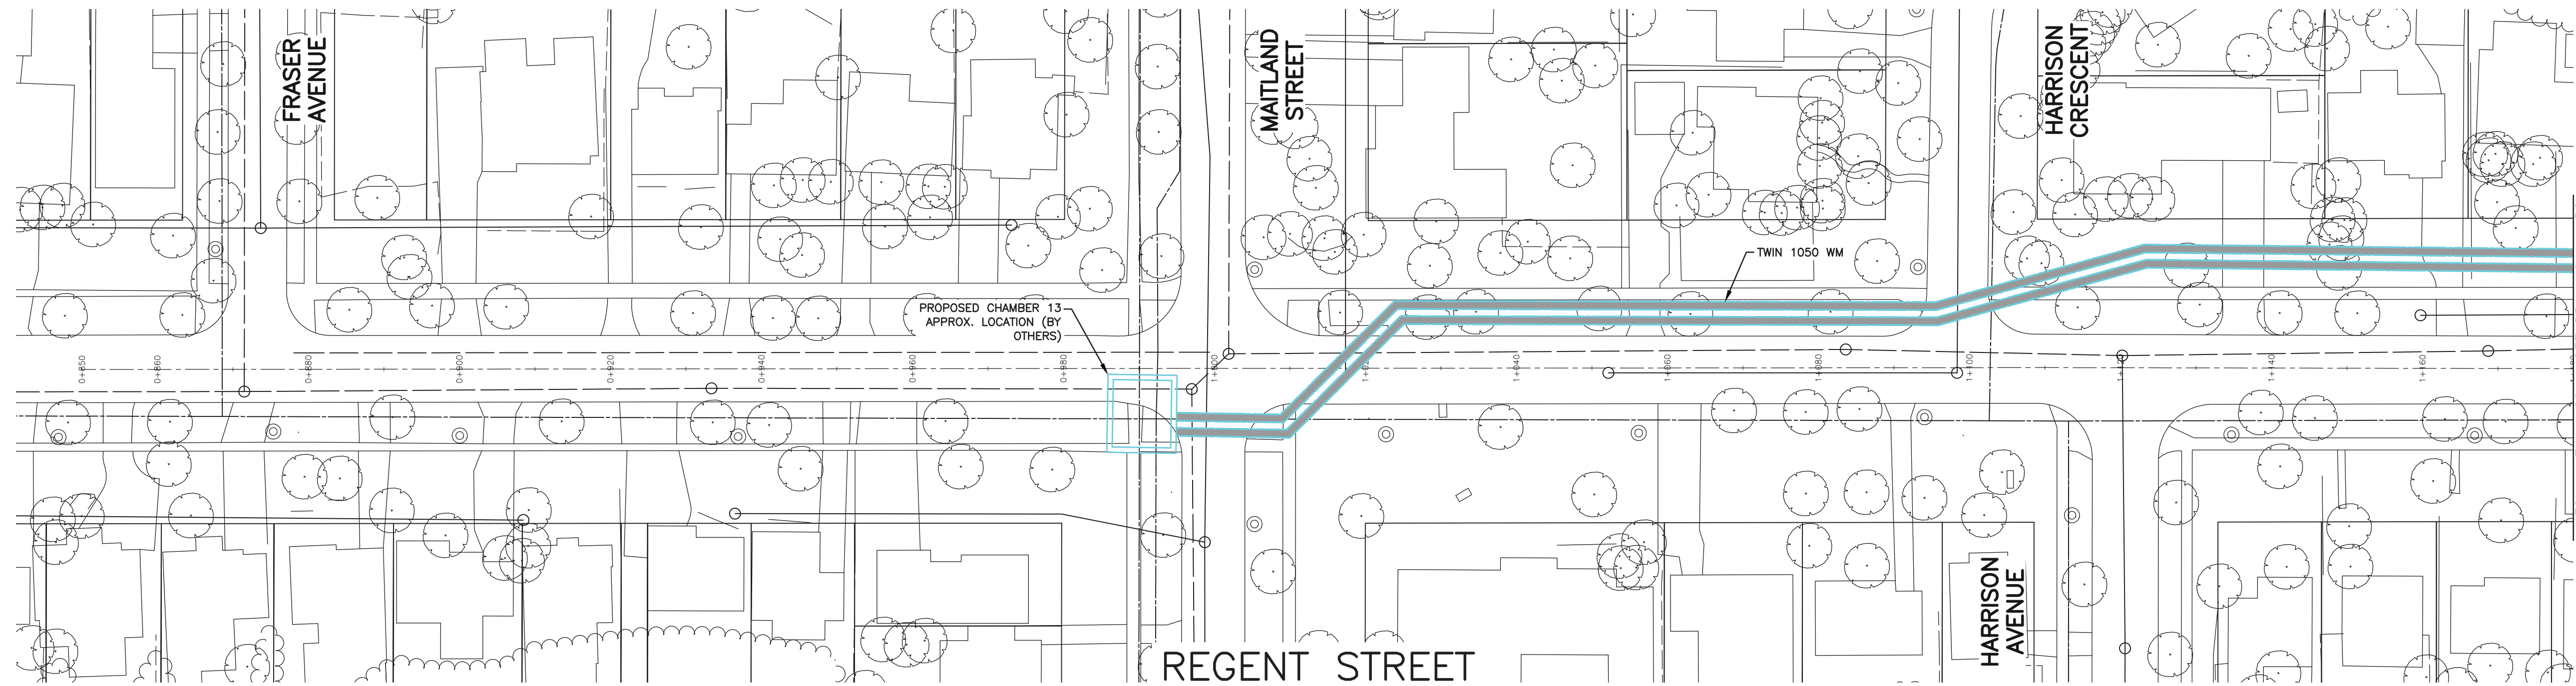 FRASER
AVENUE
MAITLAND
STREET
HARRISON
CRESCENT
TWIN 1050 WM
PROPOSED CHAMBER 13
APPROX. LOCATION (BY
OTHERS)
0+850
0+860
0+880
0+900
0+920
0+940
0+960
0+980
1+000
1+040
1+060
1+080
1+100
1+140
1+160
HARRISON
AVENUE
REGENT STREET